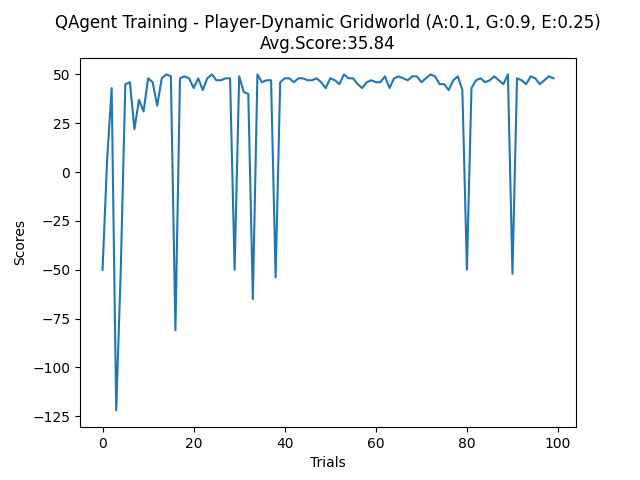 QAgent Training - Player-Dynamic Gridworld (A:0.1, G:0.9, E:0.25)
Avg.Score:35.84
50
25
0
−25
−50
−75
−100
−125
Scores
0 20 40 60 80 100
Trials